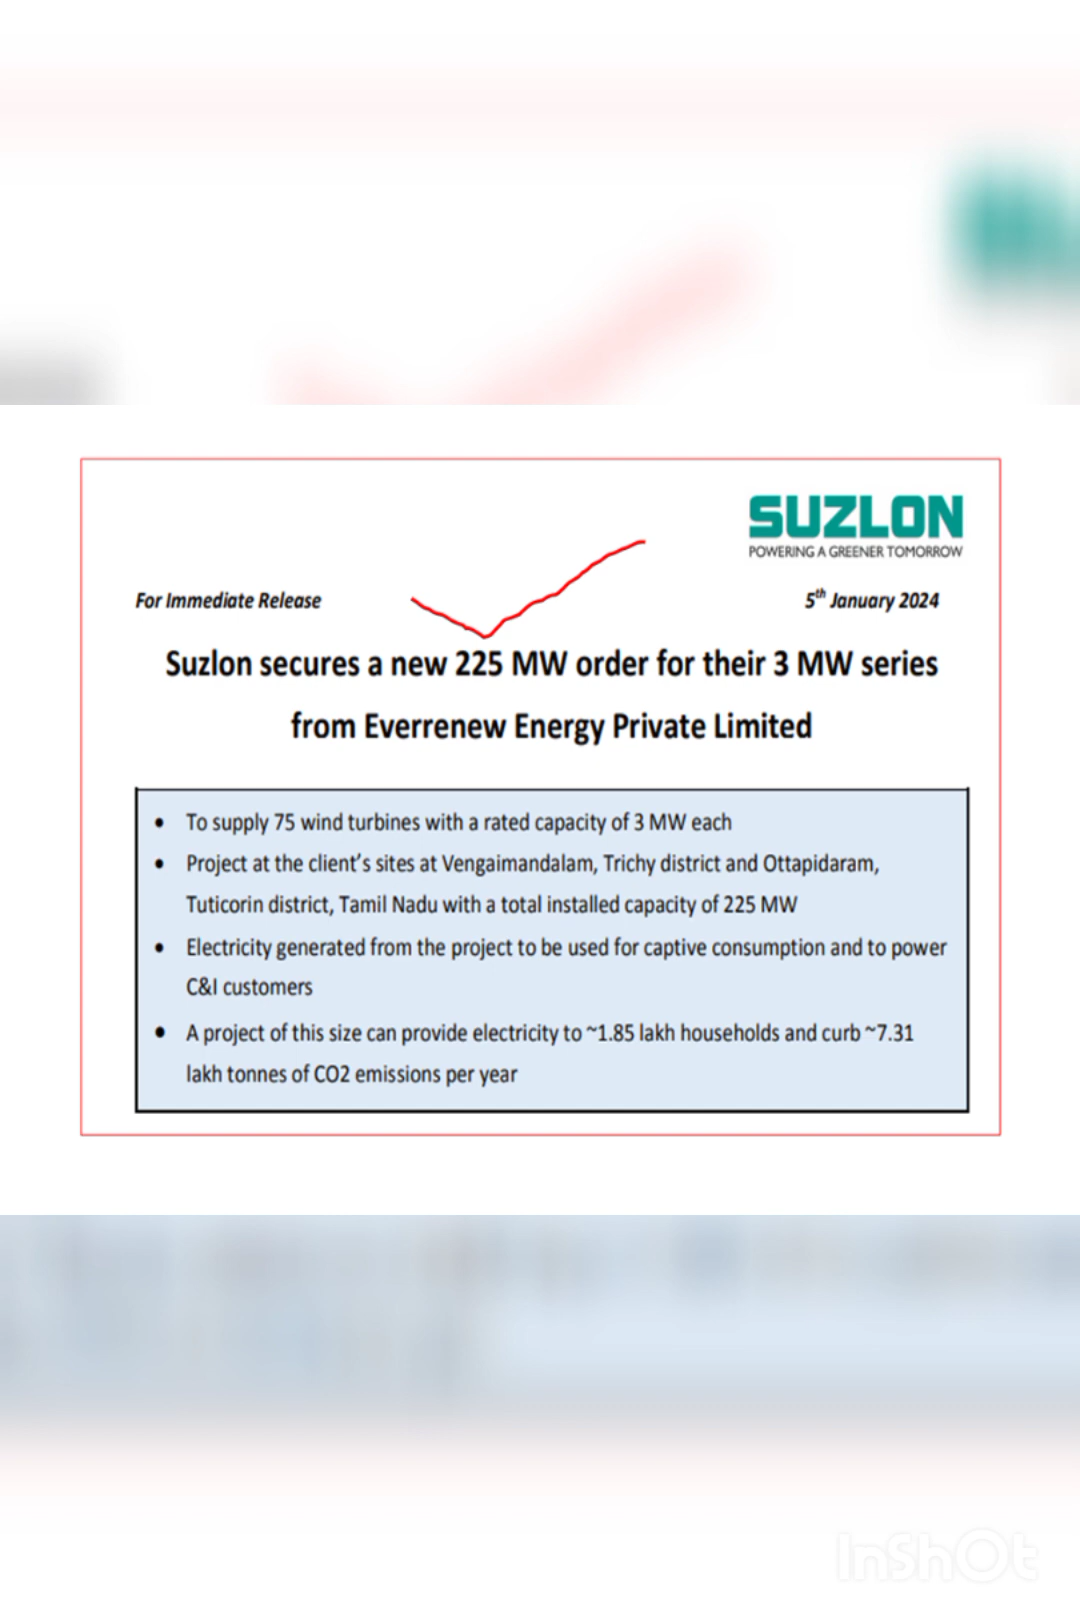 SUZLON
POWERING A GREENER TOMORROW
For Immediate Release
5th January 2024
Suzlon secures a new 225 MW order for their 3 MW series
from Everrenew Energy Private Limited
• To supply 75 wind turbines with a rated capacity of 3 MW each
• Project at the client's sites at Vengaimandalam, Trichy district and Ottapidaram,
Tuticorin district, Tamil Nadu with a total installed capacity of 225 MW
• Electricity generated from the project to be used for captive consumption and to power
C&I customers
• A project of this size can provide electricity to ~1.85 lakh households and curb ~7.31
lakh tonnes of CO2 emissions per year
InShOt